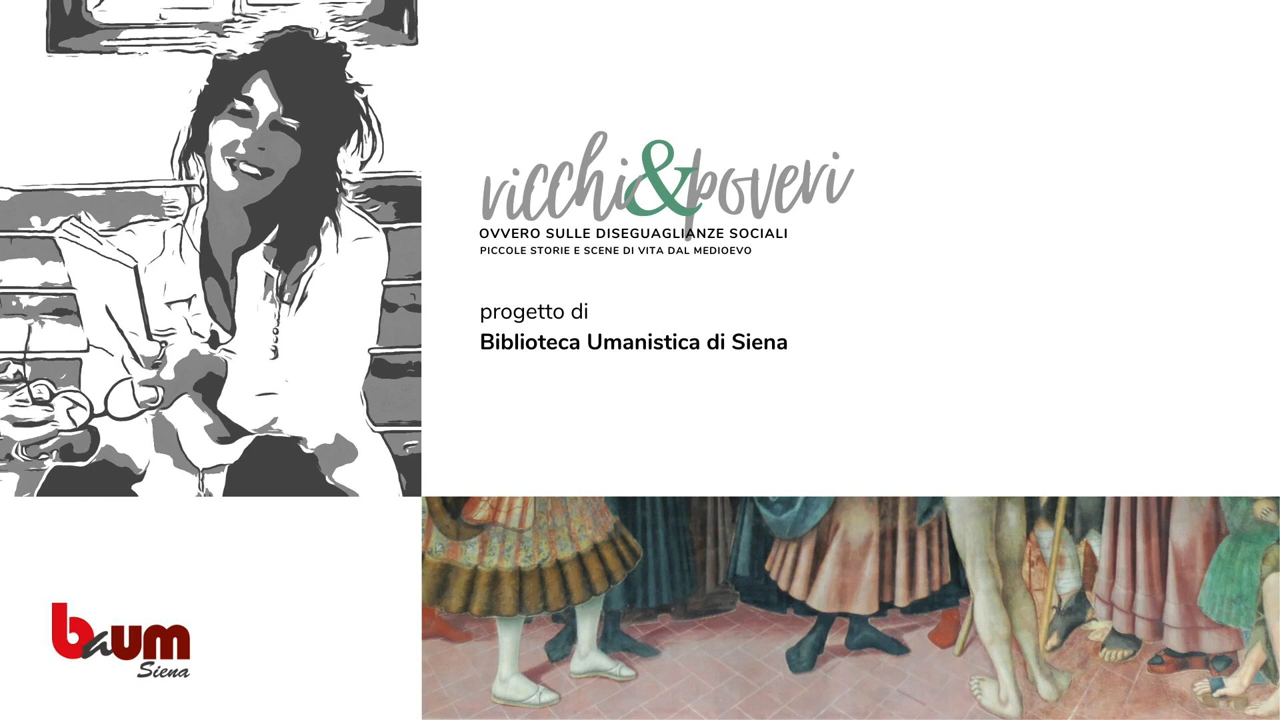 ricchi&poveri
OVVERO SULLE DISEGUAGLIANZE SOCIALI
PICCOLE STORIE E SCENE DI VITA DAL MEDIOEVO
progetto di
Biblioteca Umanistica di Siena
baum
Siena